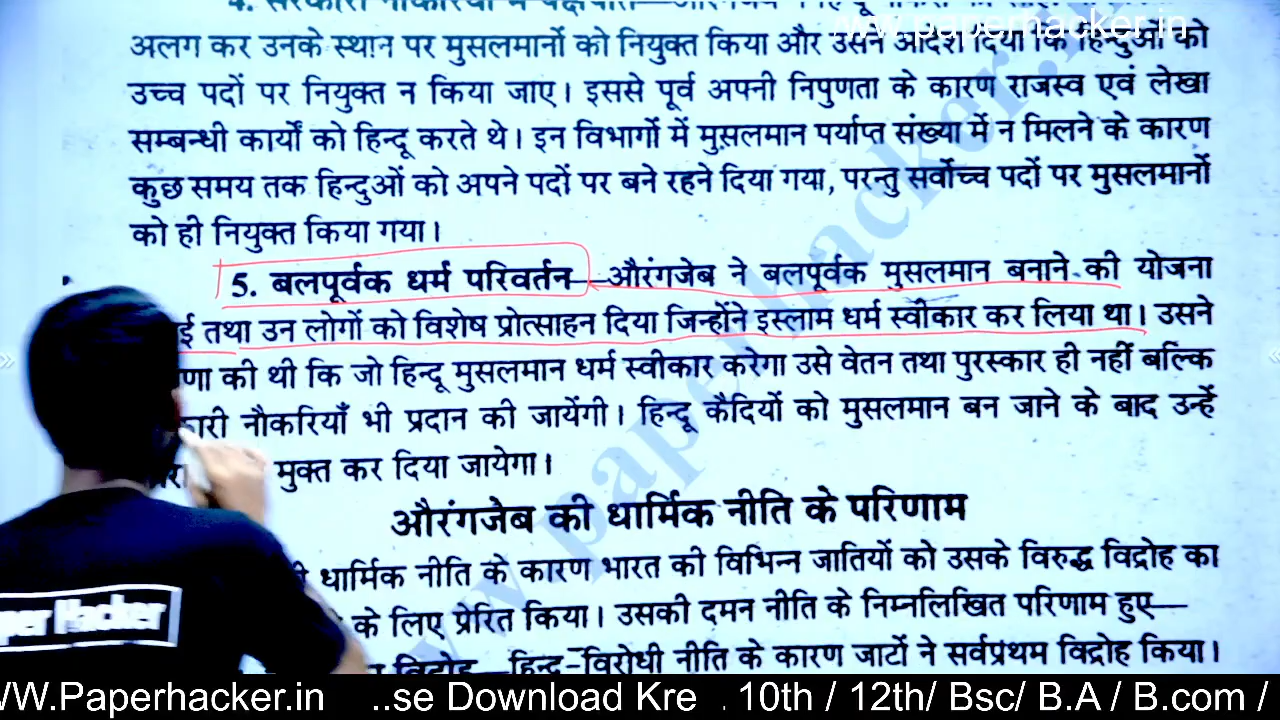 www.paperhacker.in
अलग कर उनके स्थान पर मुसलमानों को नियुक्त किया और उसने आदेश दिया कि हिन्दुओं को
उच्च पदों पर नियुक्त न किया जाए। इससे पूर्व अपनी निपुणता के कारण राजस्व एवं लेखा
सम्बन्धी कार्यों को हिन्दू करते थे। इन विभागों में मुसलमान पर्याप्त संख्या में न मिलने के कारण
कुछ समय तक हिन्दुओं को अपने पदों पर बने रहने दिया गया, परन्तु सर्वोच्च पदों पर मुसलमानों
को ही नियुक्त किया गया।
5. बलपूर्वक धर्म परिवर्तन—औरंगजेब ने बलपूर्वक मुसलमान बनाने की योजना
ई तथा उन लोगों को विशेष प्रोत्साहन दिया जिन्होंने इस्लाम धर्म स्वीकार कर लिया था। उसने
णा की थी कि जो हिन्दू मुसलमान धर्म स्वीकार करेगा उसे वेतन तथा पुरस्कार ही नहीं बल्कि
कारी नौकरियाँ भी प्रदान की जायेंगी। हिन्दू कैदियों को मुसलमान बन जाने के बाद उन्हें
मुक्त कर दिया जायेगा।
औरंगजेब की धार्मिक नीति के परिणाम
धार्मिक नीति के कारण भारत की विभिन्न जातियों को उसके विरुद्ध विद्रोह का
के लिए प्रेरित किया। उसकी दमन नीति के निम्नलिखित परिणाम हुए—
विद्रोह—हिन्दू-विरोधी नीति के कारण जाटों ने सर्वप्रथम विद्रोह किया।
per Hacker
WW.Paperhacker.in ..se Download Kre . 10th / 12th/ Bsc/ B.A / B.com /